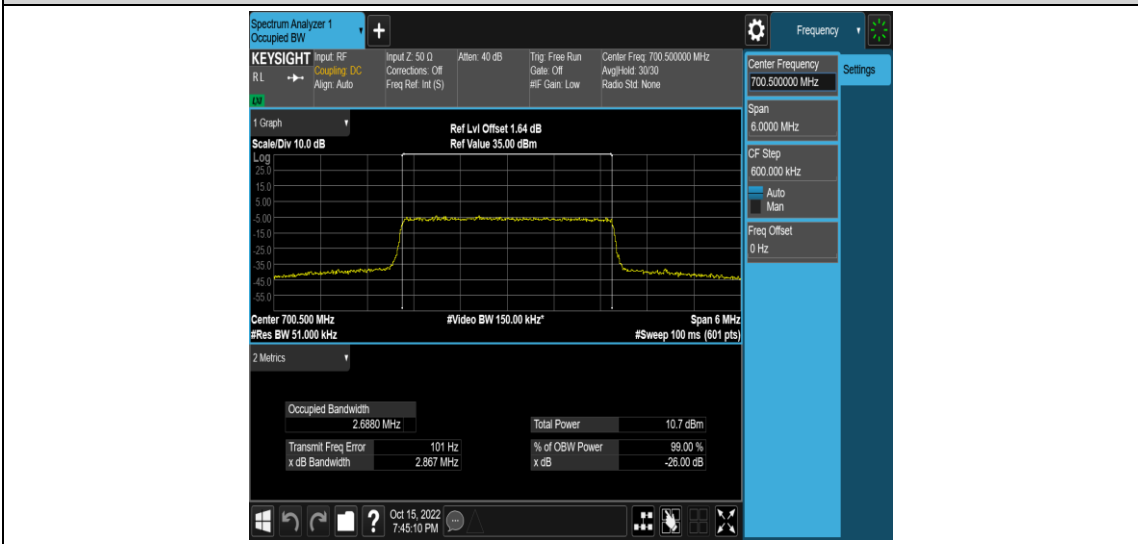 Spectrum Analyzer 1
Occupied BW
+
Frequency
KEYSIGHT
Input: RF
Coupling: DC
Align: Auto
Input Z: 50 Ω
Corrections: Off
Freq Ref: Int (S)
Atten: 40 dB
Trig: Free Run
Gate: Off
#IF Gain: Low
Center Freq: 700.500000 MHz
Avg|Hold: 30/30
Radio Std: None
R L
LXI
Center Frequency
700.500000 MHz
Settings
Span
6.0000 MHz
CF Step
600.000 kHz
Auto
Man
Freq Offset
0 Hz
1 Graph
Ref Lvl Offset 1.64 dB
Scale/Div 10.0 dB
Ref Value 35.00 dBm
Log
25.0
15.0
5.00
-5.00
-15.0
-25.0
-35.0
-45.0
-55.0
Center 700.500 MHz
#Video BW 150.00 kHz*
Span 6 MHz
#Res BW 51.000 kHz
#Sweep 100 ms (601 pts)
2 Metrics
Occupied Bandwidth
2.6880 MHz
Total Power 10.7 dBm
Transmit Freq Error 101 Hz
% of OBW Power 99.00 %
x dB Bandwidth 2.867 MHz
x dB -26.00 dB
?
Oct 15, 2022
7:45:10 PM